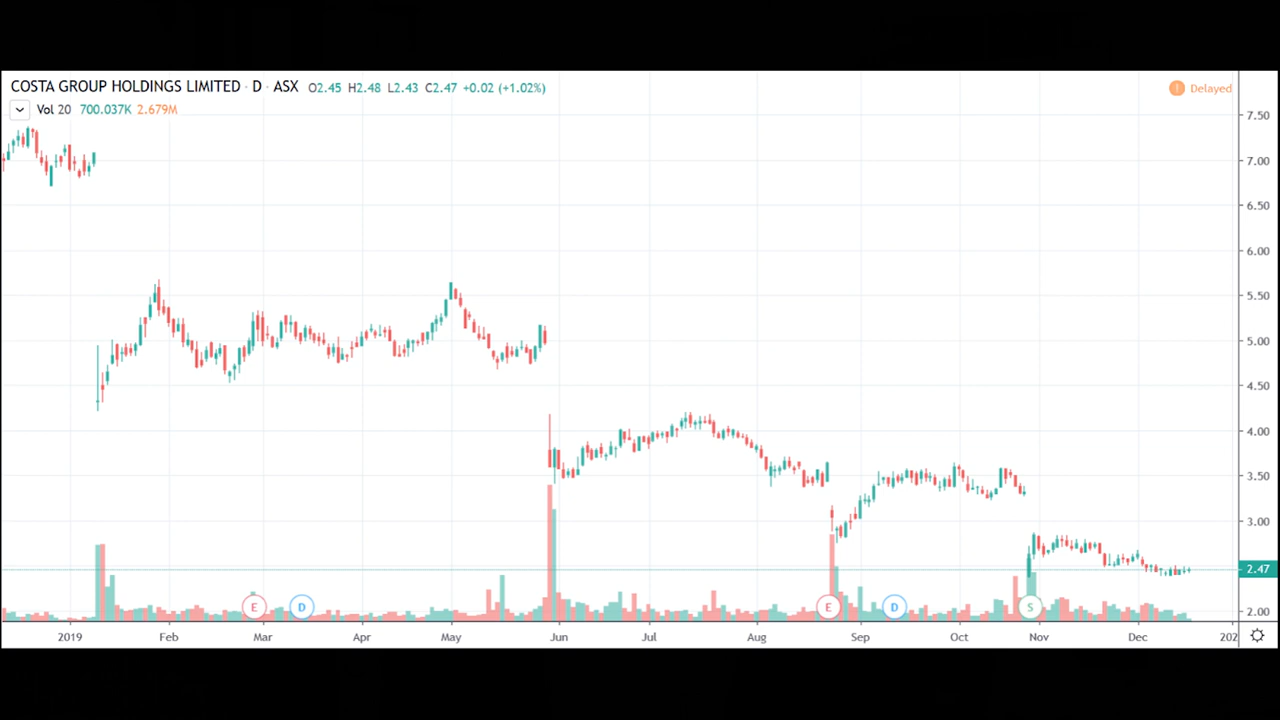 COSTA GROUP HOLDINGS LIMITED · D · ASX O2.45 H2.48 L2.43 C2.47 +0.02 (+1.02%)
! Delayed
Vol 20 700.037K 2.679M
7.50
7.00
6.50
6.00
5.50
5.00
4.50
4.00
3.50
3.00
2.47
2.00
E D E D S
2019 Feb Mar Apr May Jun Jul Aug Sep Oct Nov Dec 202